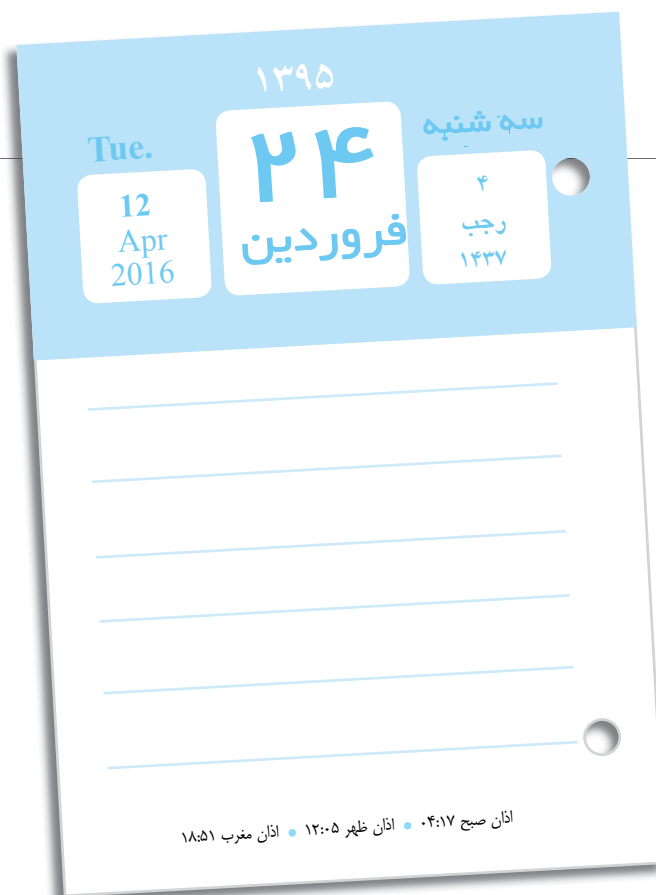 ۱۳۹۵
سه شنبه
۴
رجب
۱۴۳۷
۲۴
فروردین
Tue.
12
Apr
2016
اذان صبح ۰۴:۱۷ • اذان ظهر ۱۲:۰۵ • اذان مغرب ۱۸:۵۱